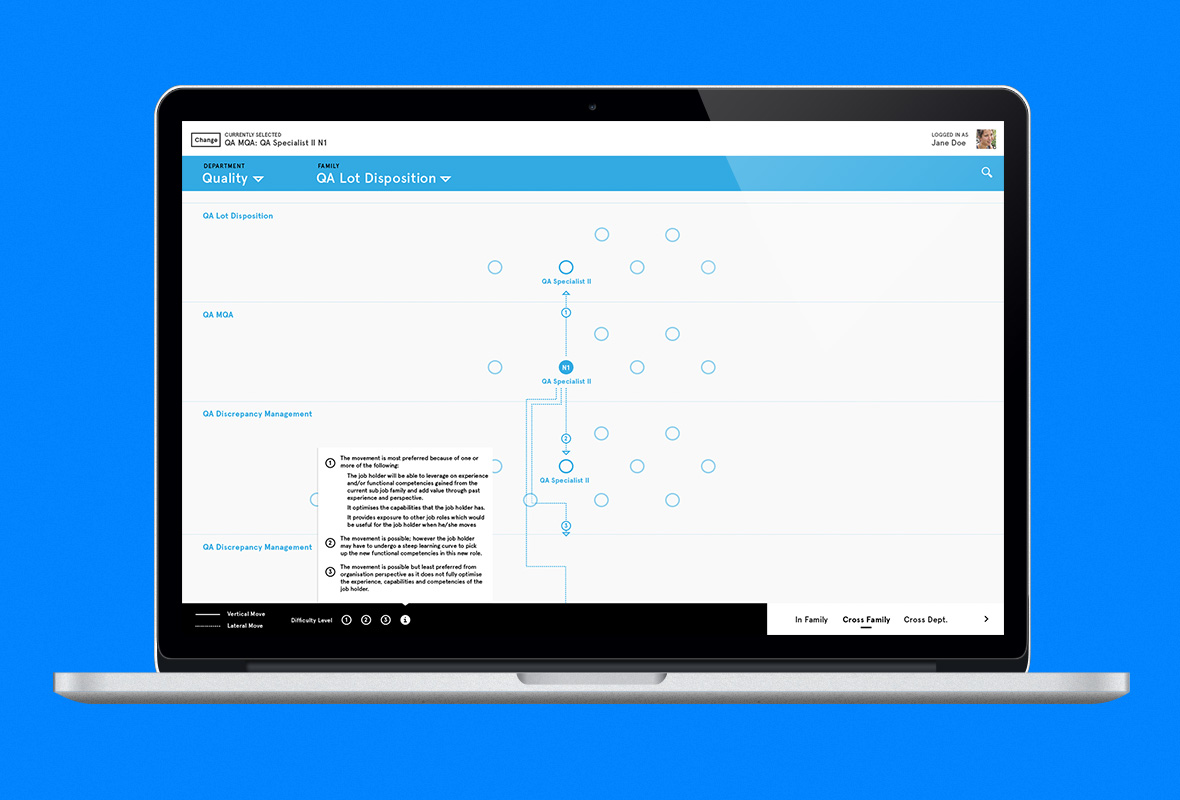 Change
CURRENTLY SELECTED
QA MQA: QA Specialist II N1
LOGGED IN AS
Jane Doe
DEPARTMENT
Quality
FAMILY
QA Lot Disposition
QA Lot Disposition
QA Specialist II
1
QA MQA
N1
QA Specialist II
QA Discrepancy Management
2
QA Specialist II
3
QA Discrepancy Management
1
The movement is most preferred because of one or
more of the following:
The job holder will be able to leverage on experience
and/or functional competencies gained from the
current sub job family and add value through past
experience and perspective.
It optimises the capabilities that the job holder has.
It provides exposure to other job roles which would
be useful for the job holder when he/she moves
2
The movement is possible; however the job holder
may have to undergo a steep learning curve to pick
up the new functional competencies in this new role.
3
The movement is possible but least preferred from
organisation perspective as it does not fully optimise
the experience, capabilities and competencies of the
job holder.
Vertical Move
Lateral Move
Difficulty Level 1 2 3 i
In Family Cross Family Cross Dept.